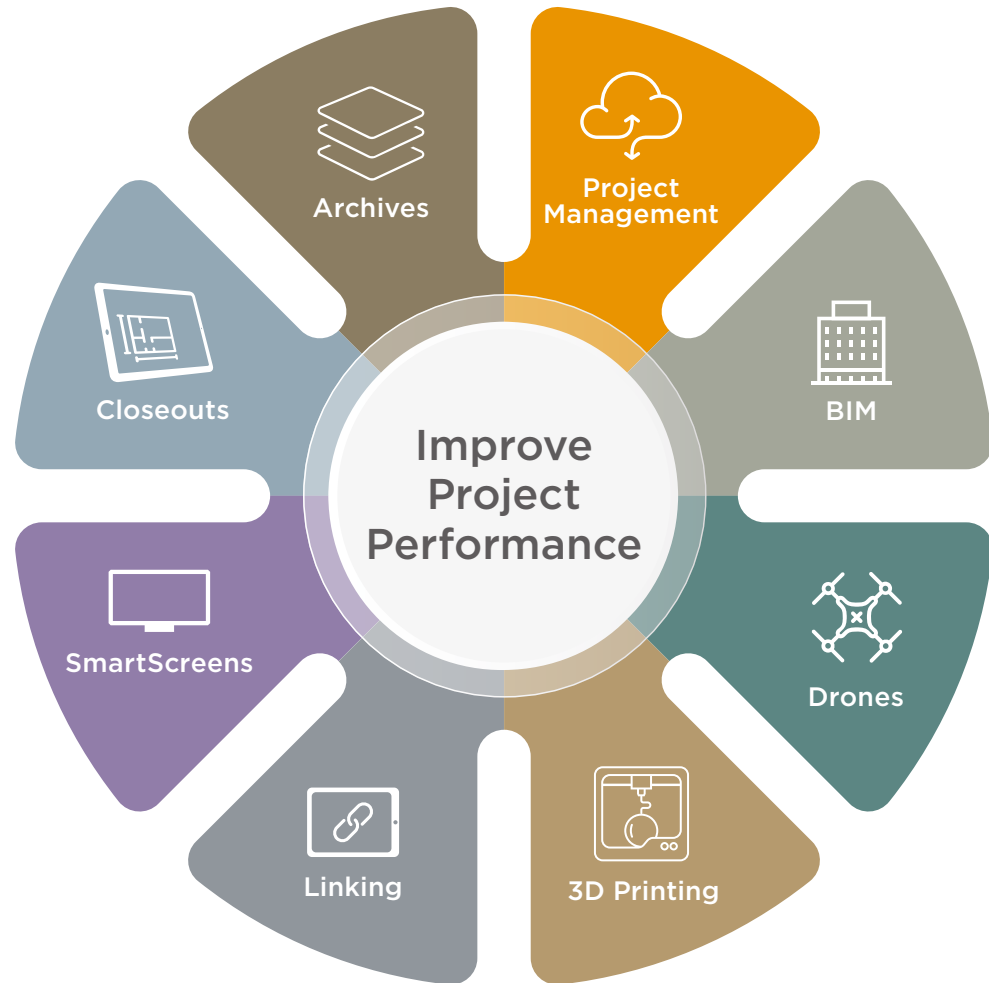 Archives
Project
Management
Closeouts
BIM
Improve
Project
Performance
SmartScreens
Drones
Linking
3D Printing